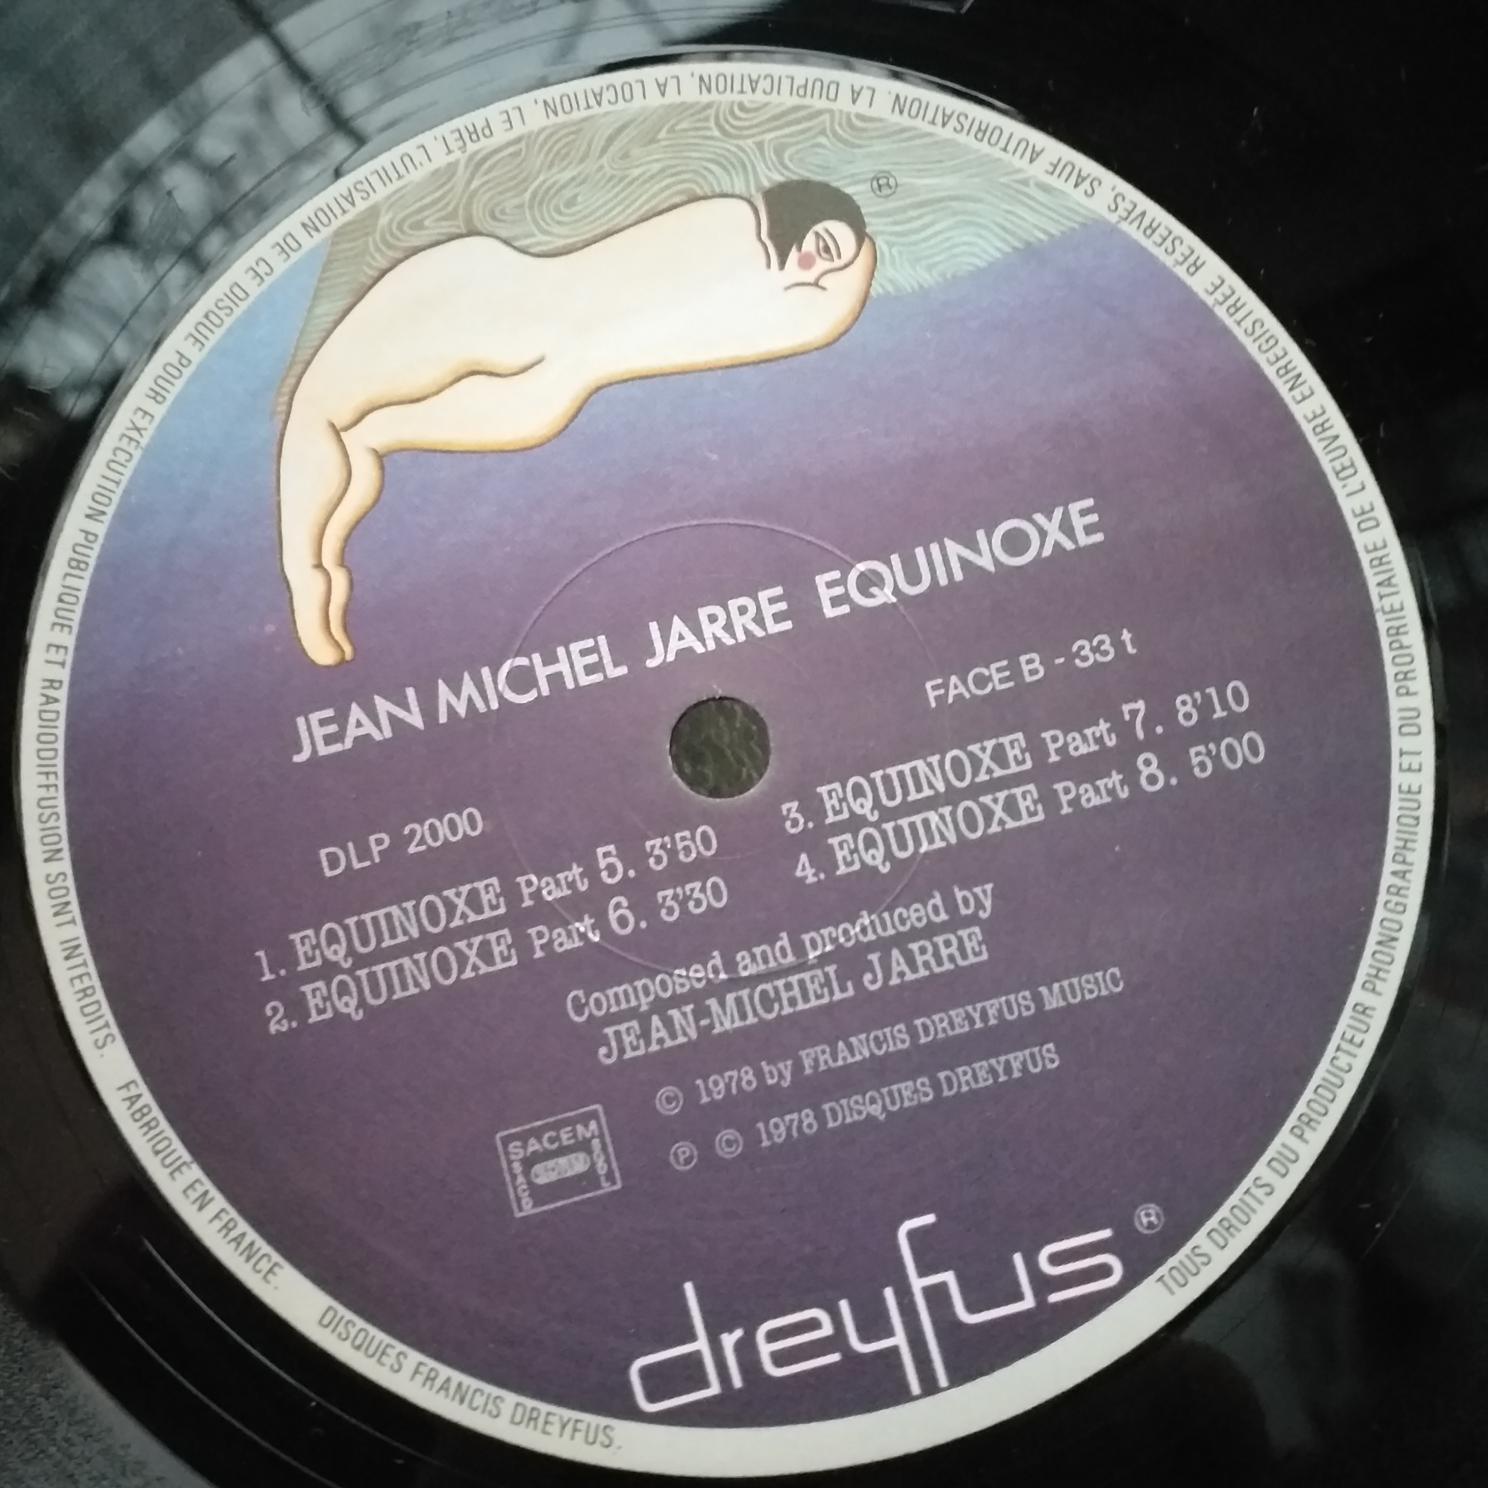 JEAN MICHEL JARRE EQUINOXE
FACE B - 33 t
DLP 2000
1. EQUINOXE Part 5. 3'50
2. EQUINOXE Part 6. 3'30
3. EQUINOXE Part 7. 8'10
4. EQUINOXE Part 8. 5'00
Composed and produced by
JEAN-MICHEL JARRE
© 1978 by FRANCIS DREYFUS MUSIC
℗ © 1978 DISQUES DREYFUS
SACEM
SACD
SGDL
dreyfus ®
®
TOUS DROITS DU PRODUCTEUR PHONOGRAPHIQUE ET DU PROPRIÉTAIRE DE L'ŒUVRE ENREGISTRÉE RÉSERVÉS, SAUF AUTORISATION. LA DUPLICATION, LA LOCATION, LE PRÊT, L'UTILISATION DE CE DISQUE POUR EXÉCUTION PUBLIQUE ET RADIODIFFUSION SONT INTERDITS. FABRIQUÉ EN FRANCE. DISQUES FRANCIS DREYFUS.